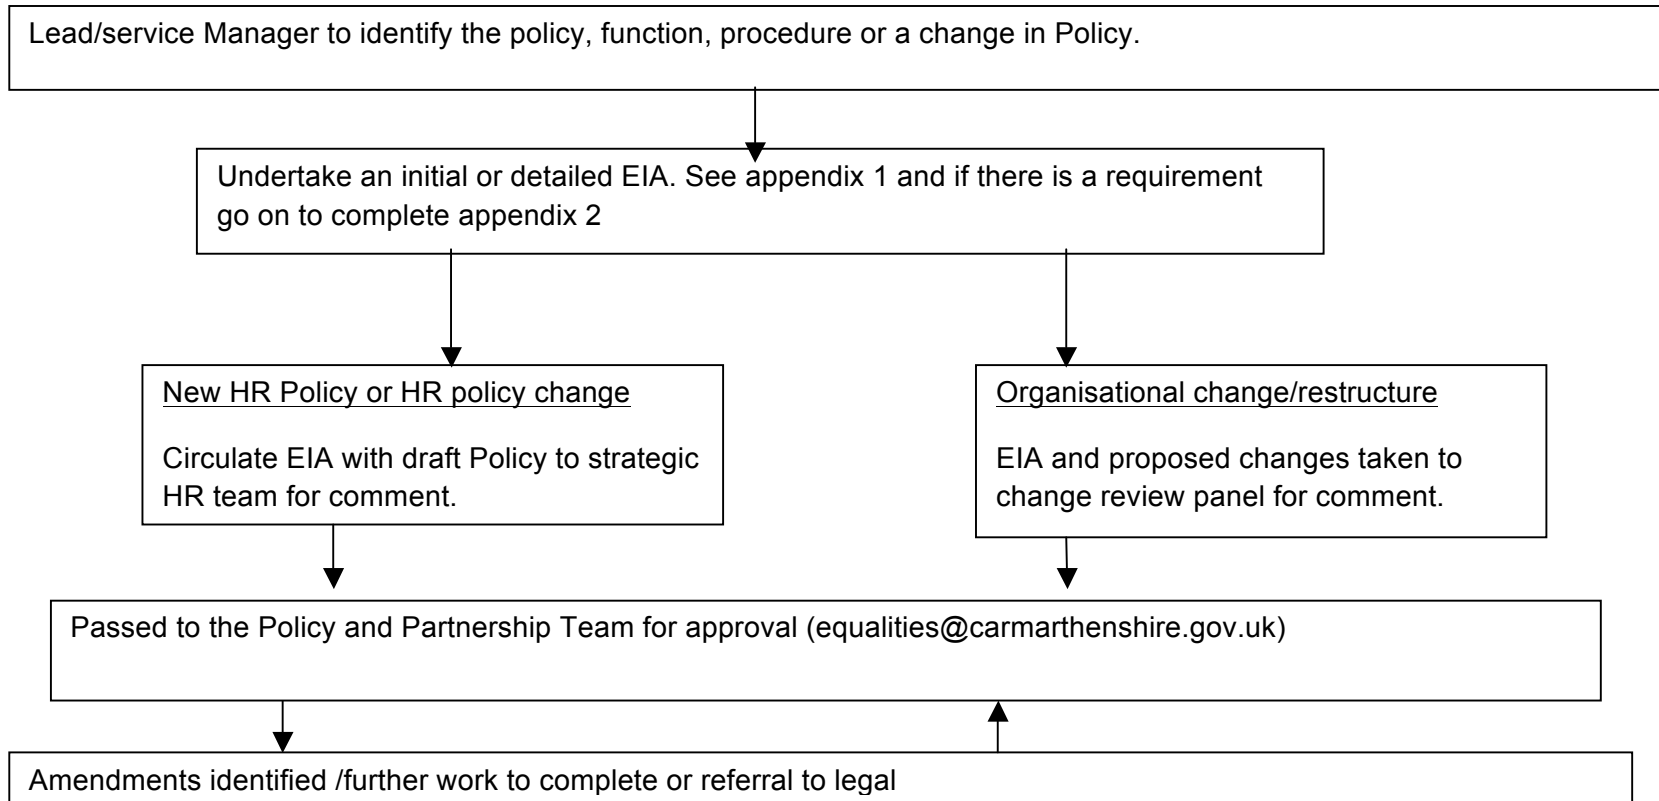 Lead/service Manager to identify the policy, function, procedure or a change in Policy.
Undertake an initial or detailed EIA. See appendix 1 and if there is a requirement
go on to complete appendix 2
New HR Policy or HR policy change
Circulate EIA with draft Policy to strategic
HR team for comment.
Organisational change/restructure
EIA and proposed changes taken to
change review panel for comment.
Passed to the Policy and Partnership Team for approval (equalities@carmarthenshire.gov.uk)
Amendments identified /further work to complete or referral to legal